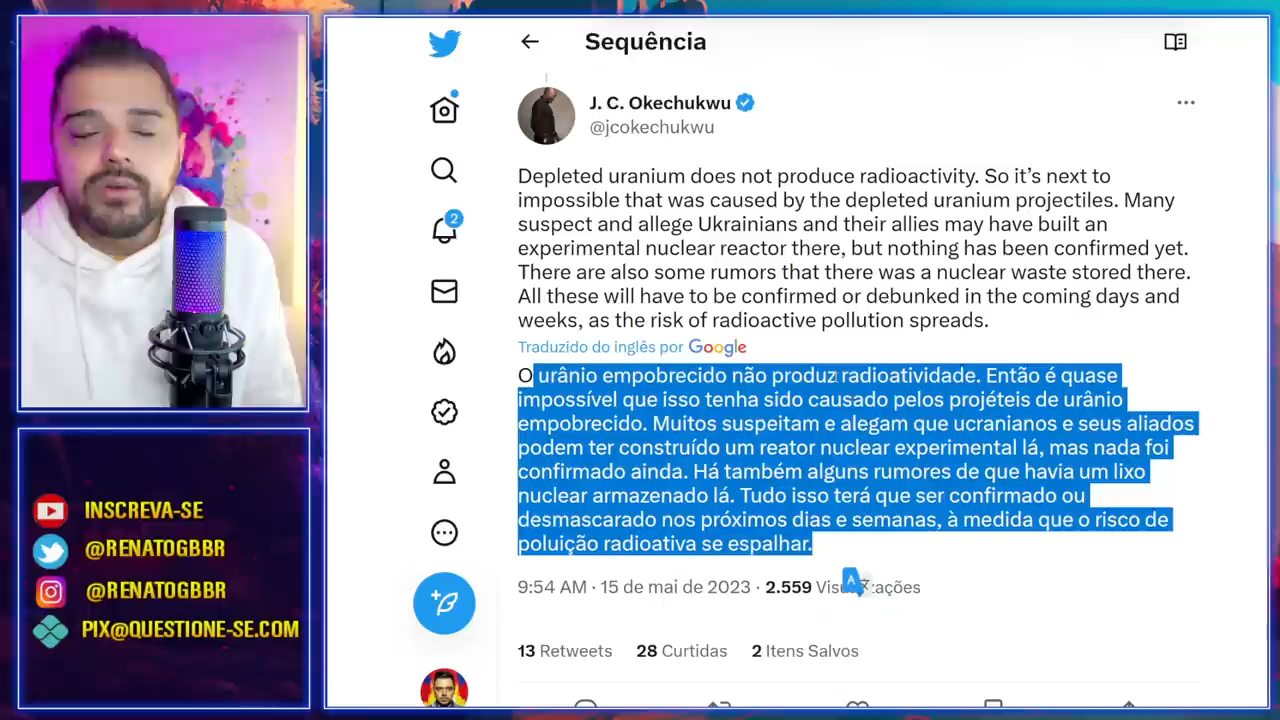 Sequência
J. C. Okechukwu
@jcokechukwu
Depleted uranium does not produce radioactivity. So it’s next to
impossible that was caused by the depleted uranium projectiles. Many
suspect and allege Ukrainians and their allies may have built an
experimental nuclear reactor there, but nothing has been confirmed yet.
There are also some rumors that there was a nuclear waste stored there.
All these will have to be confirmed or debunked in the coming days and
weeks, as the risk of radioactive pollution spreads.
Traduzido do inglês por Google
O urânio empobrecido não produz radioatividade. Então é quase
impossível que isso tenha sido causado pelos projéteis de urânio
empobrecido. Muitos suspeitam e alegam que ucranianos e seus aliados
podem ter construído um reator nuclear experimental lá, mas nada foi
confirmado ainda. Há também alguns rumores de que havia um lixo
nuclear armazenado lá. Tudo isso terá que ser confirmado ou
desmascarado nos próximos dias e semanas, à medida que o risco de
poluição radioativa se espalhar.
9:54 AM · 15 de mai de 2023 · 2.559 Visualizações
13 Retweets 28 Curtidas 2 Itens Salvos
2
INSCREVA-SE
@RENATOGBBR
@RENATOGBBR
PIX@QUESTIONE-SE.COM